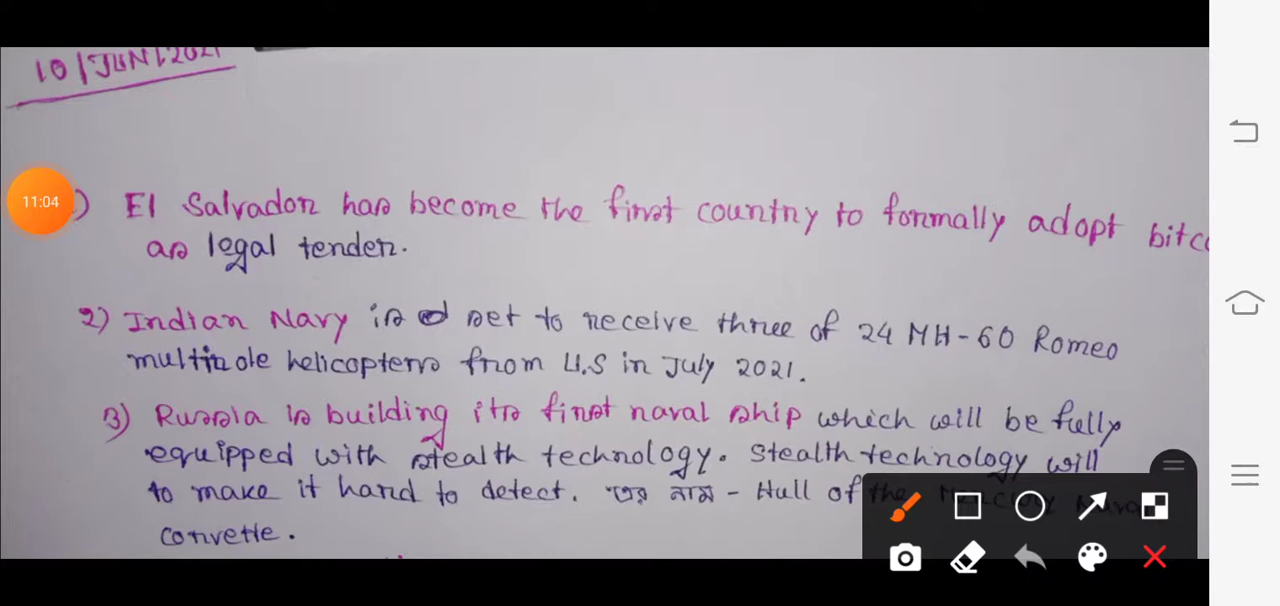 10/JUN/2021
11:04
) El Salvador has become the first country to formally adopt bitc
as legal tender.
2) Indian Navy is set to receive three of 24 MH-60 Romeo
multirole helicopters from U.S in July 2021.
3) Russia is building its first naval ship which will be fully
equipped with stealth technology. Stealth technology will
to make it hard to detect. তার নাম - Hull of the
corvette.